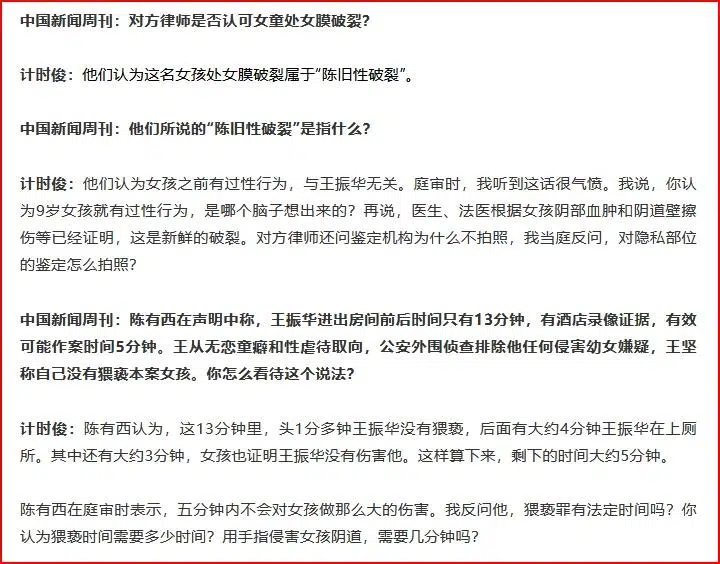 中国新闻周刊：对方律师是否认可女童处女膜破裂？
计时俊：他们认为这名女孩处女膜破裂属于“陈旧性破裂”。
中国新闻周刊：他们所说的“陈旧性破裂”是指什么？
计时俊：他们认为女孩之前有过性行为，与王振华无关。庭审时，我听到这话很气愤。我说，你认
为9岁女孩就有过性行为，是哪个脑子想出来的？再说，医生、法医根据女孩阴部血肿和阴道壁擦
伤等已经证明，这是新鲜的破裂。对方律师还问鉴定机构为什么不拍照，我当庭反问，对隐私部位
的鉴定怎么拍照？
中国新闻周刊：陈有西在声明中称，王振华进出房间前后时间只有13分钟，有酒店录像证据，有效
可能作案时间5分钟。王从无恋童癖和性虐待取向，公安外围侦查排除他任何侵害幼女嫌疑，王坚
称自己没有猥亵本案女孩。你怎么看待这个说法？
计时俊：陈有西认为，这13分钟里，头1分多钟王振华没有猥亵，后面有大约4分钟王振华在上厕
所。其中还有大约3分钟，女孩也证明王振华没有伤害他。这样算下来，剩下的时间大约5分钟。
陈有西在庭审时表示，五分钟内不会对女孩做那么大的伤害。我反问他，猥亵罪有法定时间吗？你
认为猥亵时间需要多少时间？用手指侵害女孩阴道，需要几分钟吗？